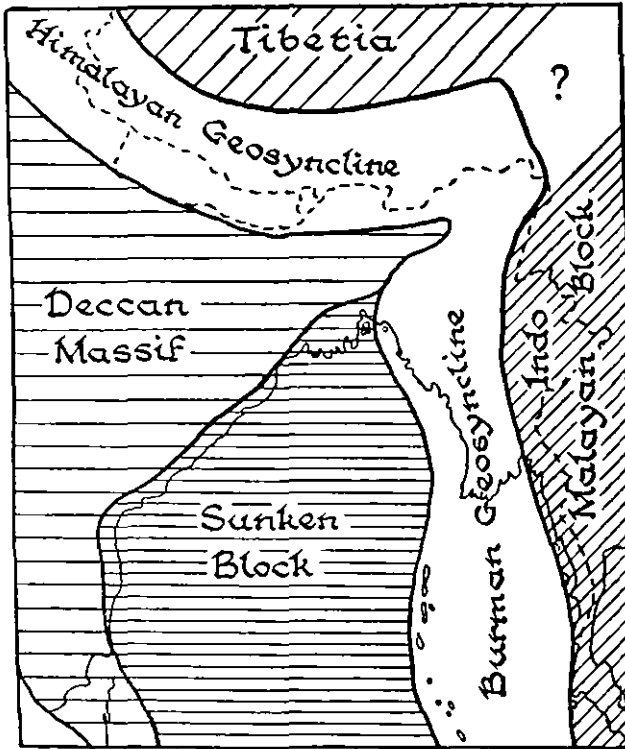 Tibetia
Himalayan Geosyncline
?
Deccan
Massif
Sunken
Block
Burman Geosyncline
Indo
Malayan
Block